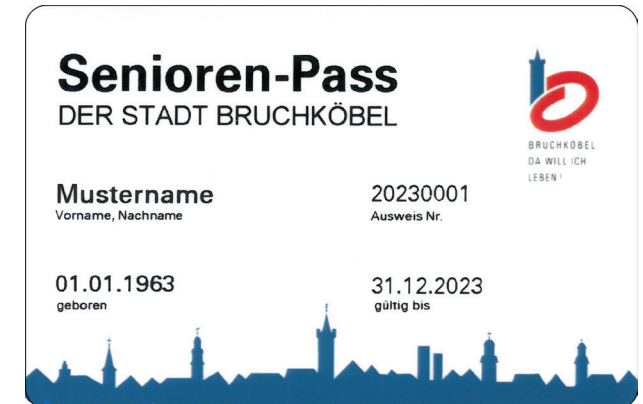 Senioren-Pass
DER STADT BRUCHKÖBEL
BRUCHKÖBEL
DA WILL ICH
LEBEN!
Mustername
Vorname, Nachname
20230001
Ausweis Nr.
01.01.1963
geboren
31.12.2023
gültig bis